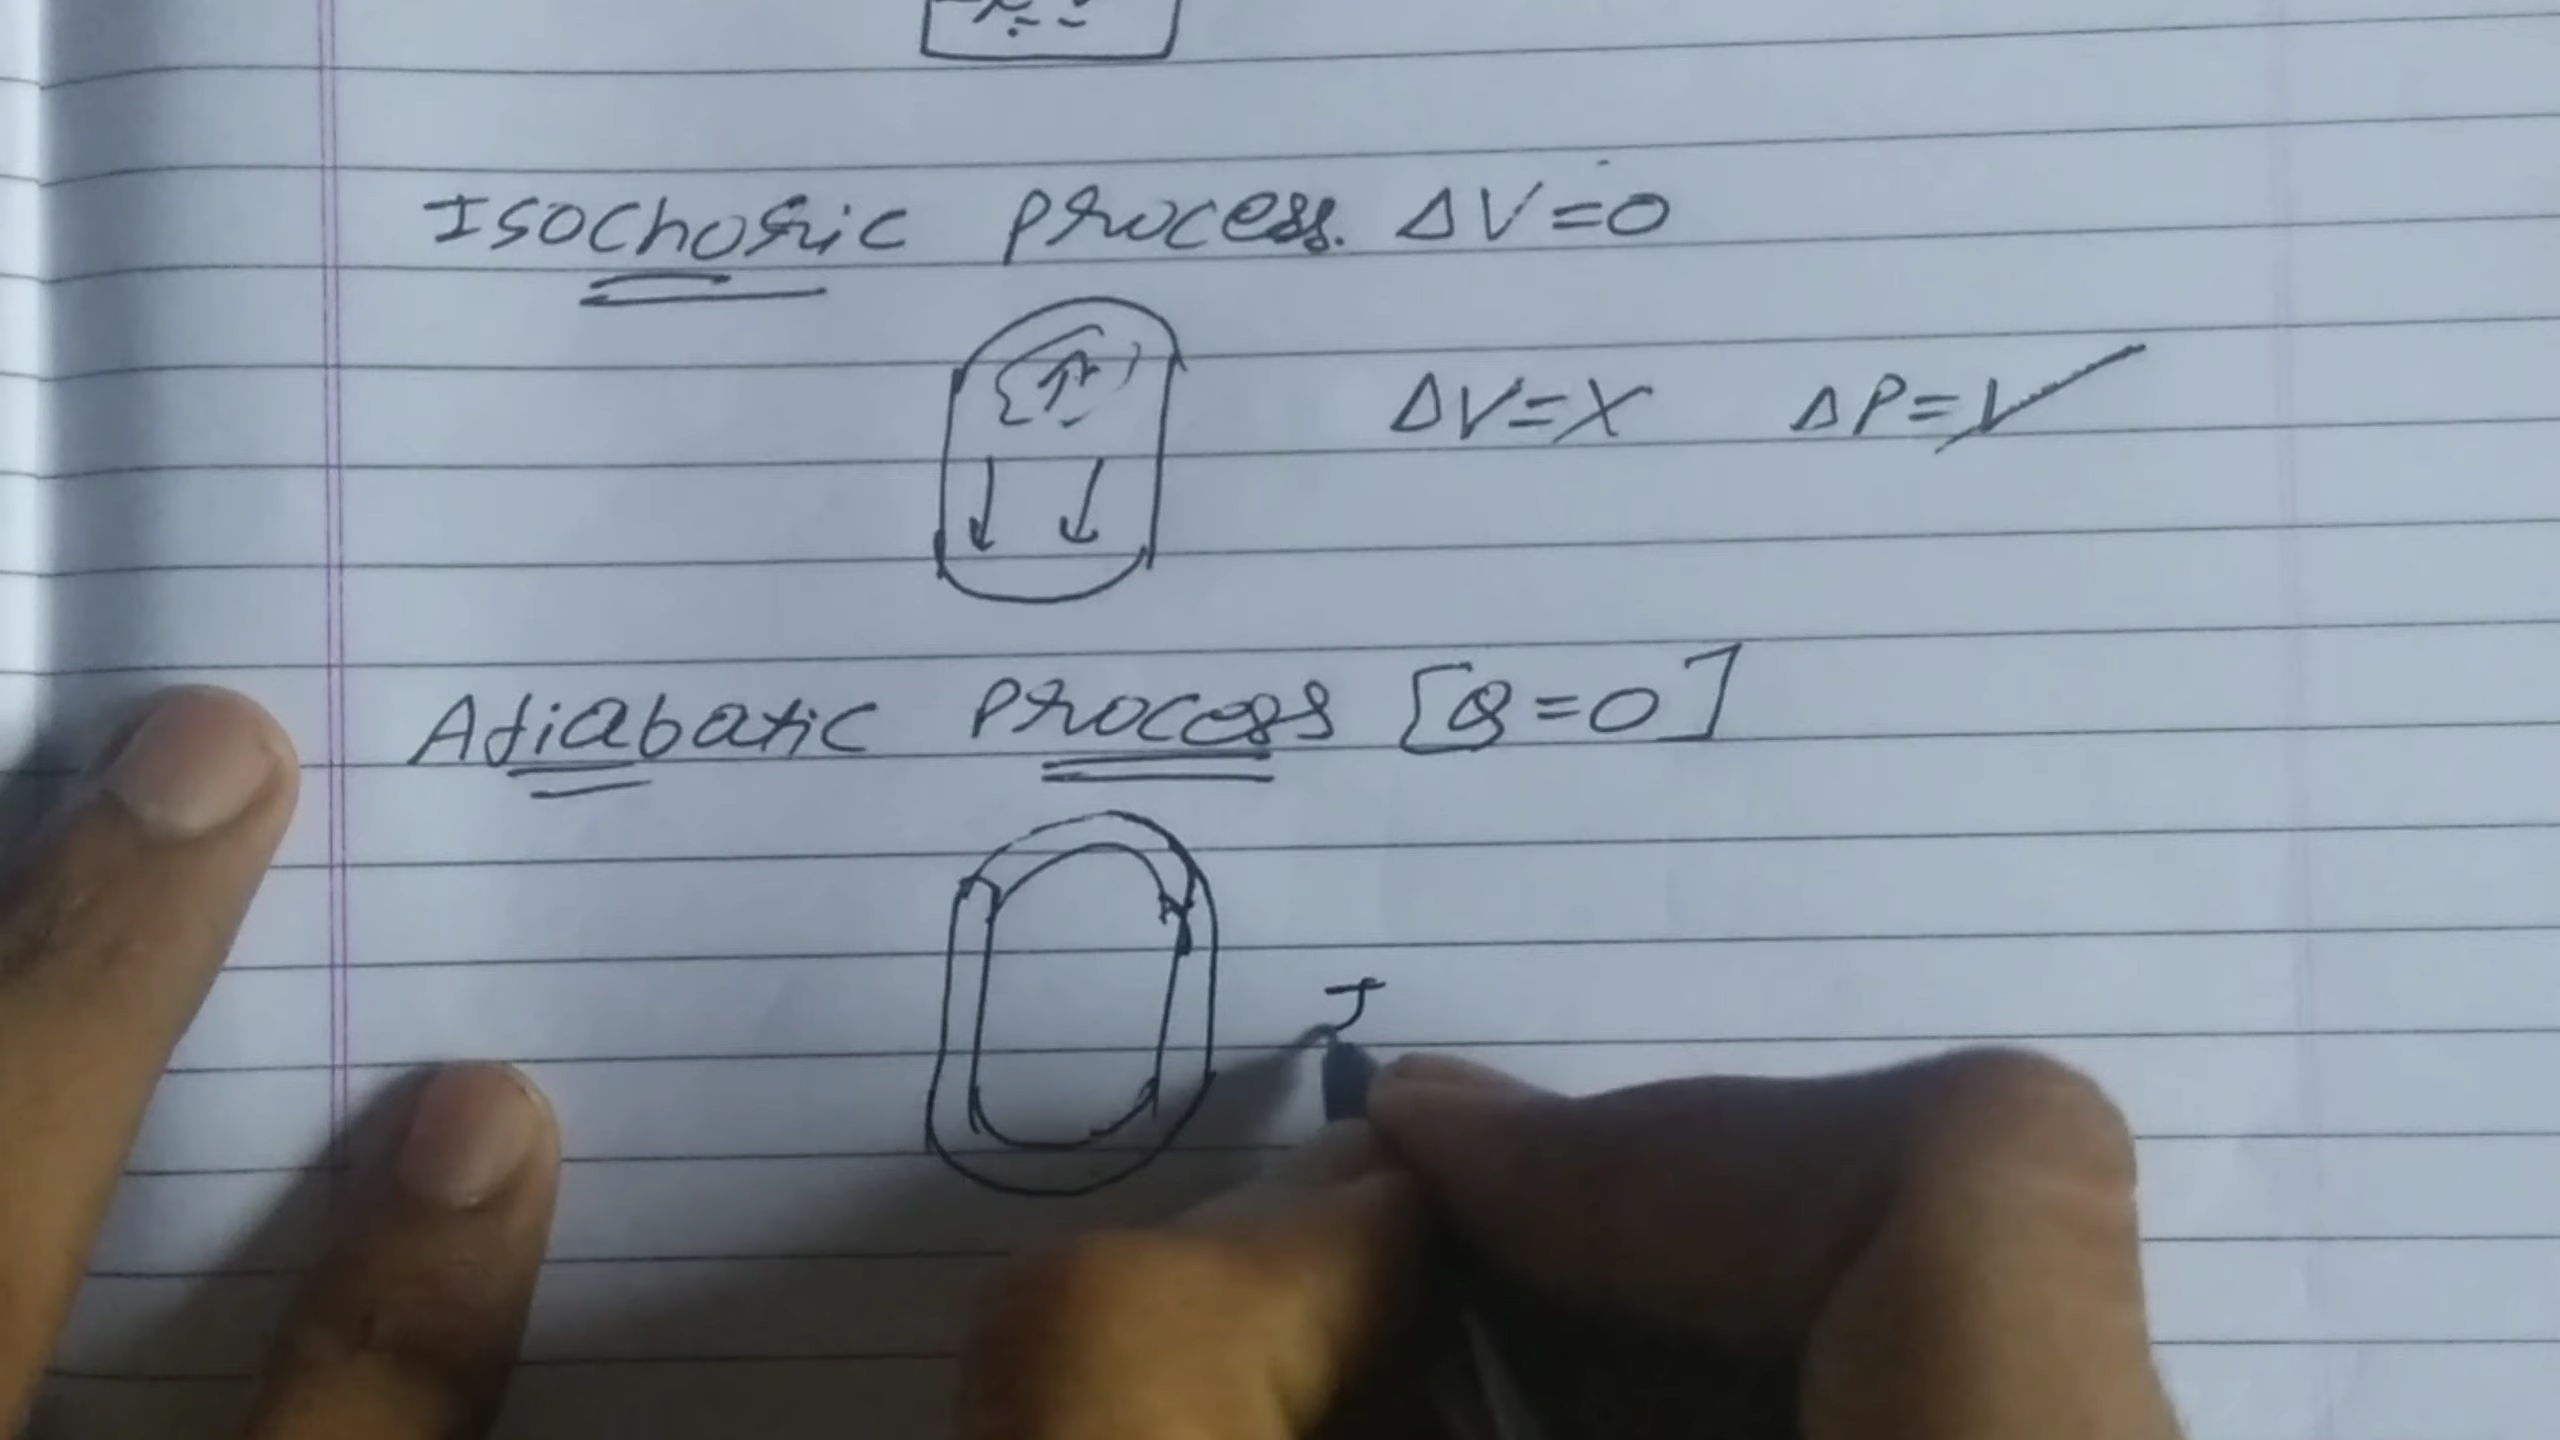 Isochoric process. ΔV=0
ΔV=X ΔP=✓
Adiabatic process [Q=0]